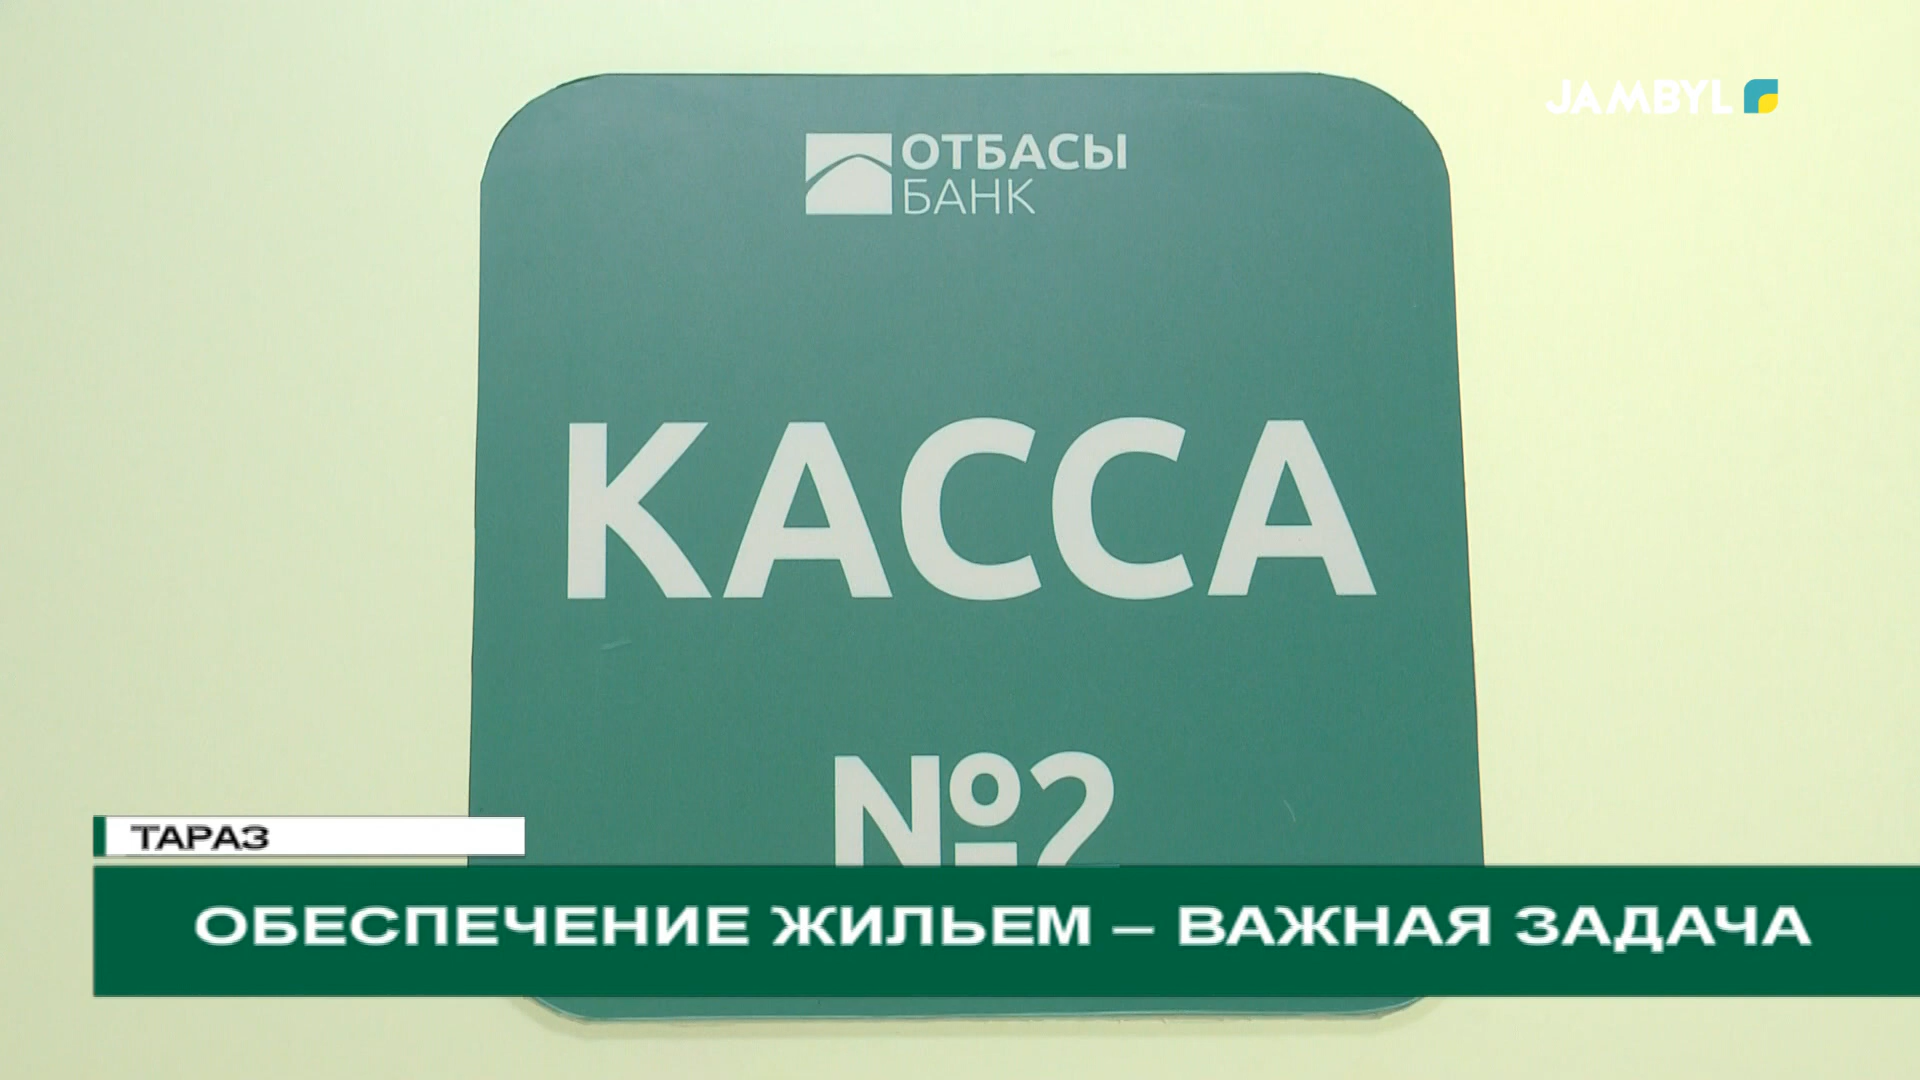 JAMBYL
ОТБАСЫ
БАНК
КАССА
№2
ТАРАЗ
ОБЕСПЕЧЕНИЕ ЖИЛЬЕМ – ВАЖНАЯ ЗАДАЧА